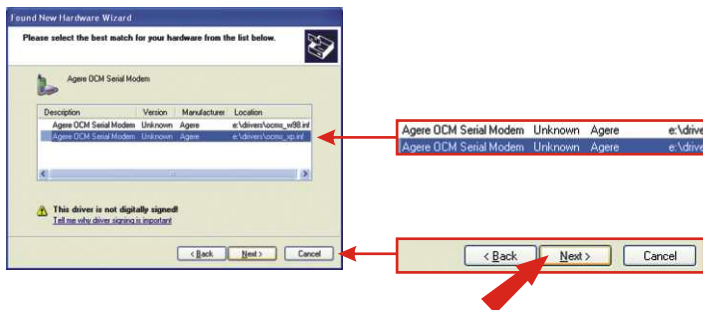 Found New Hardware Wizard
Please select the best match for your hardware from the list below.
Agere OCM Serial Modem
Description Version Manufacturer Location
Agere OCM Serial Modem Unknown Agere e:\drivers\ocmu_w98.inf
Agere OCM Serial Modem Unknown Agere e:\drivers\ocmu_xp.inf
This driver is not digitally signed!
Tell me why driver signing is important
< Back Next > Cancel
Agere OCM Serial Modem Unknown Agere e:\drive
Agere OCM Serial Modem Unknown Agere e:\drive
< Back Next > Cancel